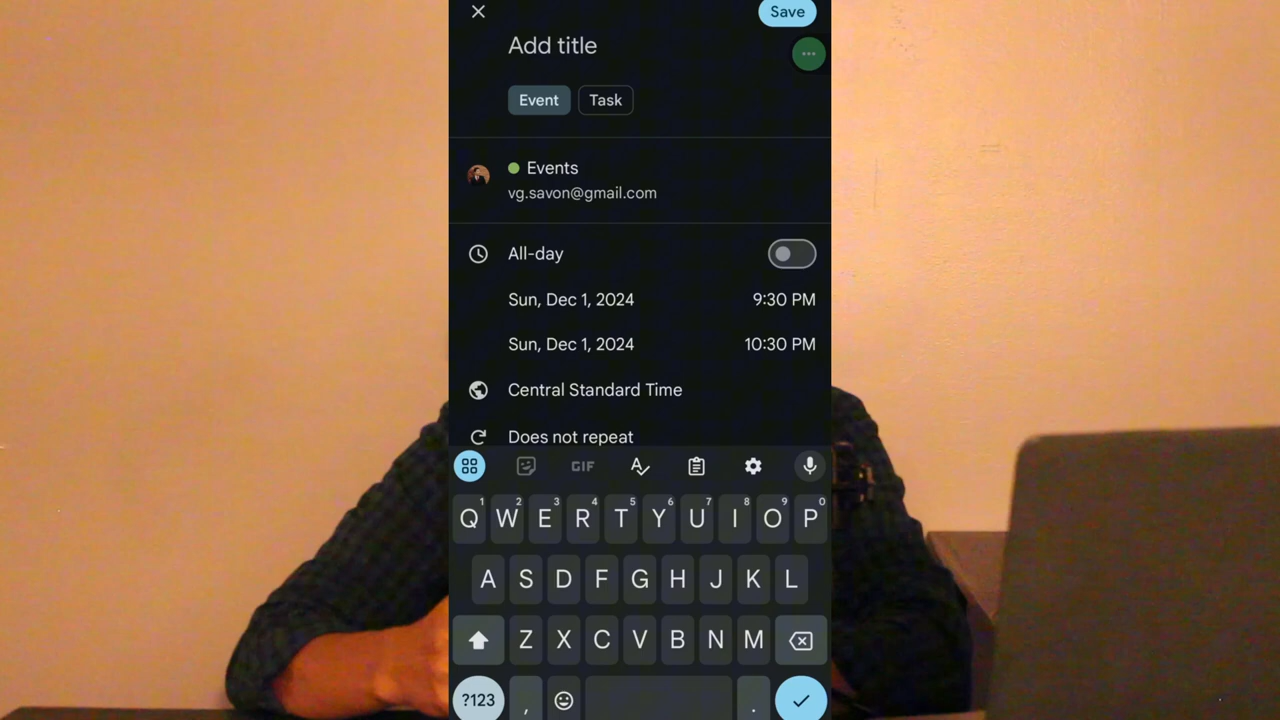 Save
Add title
Event Task
Events
vg.savon@gmail.com
All-day
Sun, Dec 1, 2024 9:30 PM
Sun, Dec 1, 2024 10:30 PM
Central Standard Time
Does not repeat
GIF
1 2 3 4 5 6 7 8 9 0
Q W E R T Y U I O P
A S D F G H J K L
Z X C V B N M
?123 , .